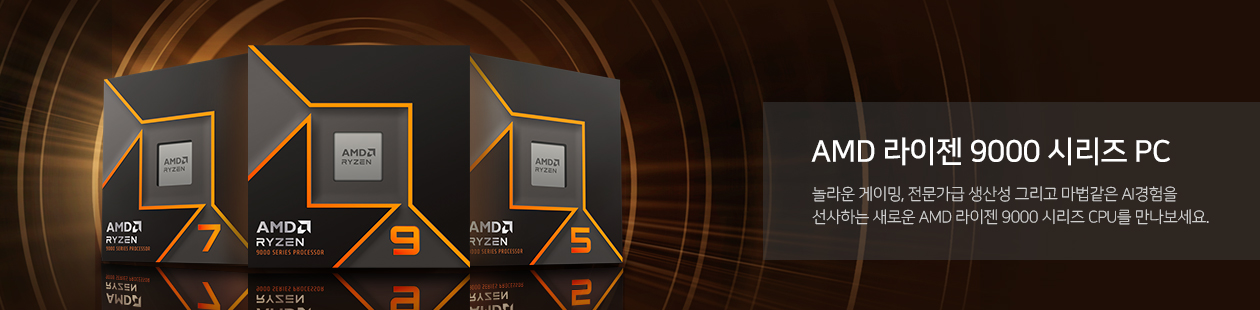 AMD
RYZEN
AMD
RYZEN
9000 SERIES PROCESSOR
7
AMD
RYZEN
AMD
RYZEN
9000 SERIES PROCESSOR
9
AMD
RYZEN
AMD
RYZEN
9000 SERIES PROCESSOR
5
AMD 라이젠 9000 시리즈 PC
놀라운 게이밍, 전문가급 생산성 그리고 마법같은 AI경험을
선사하는 새로운 AMD 라이젠 9000 시리즈 CPU를 만나보세요.